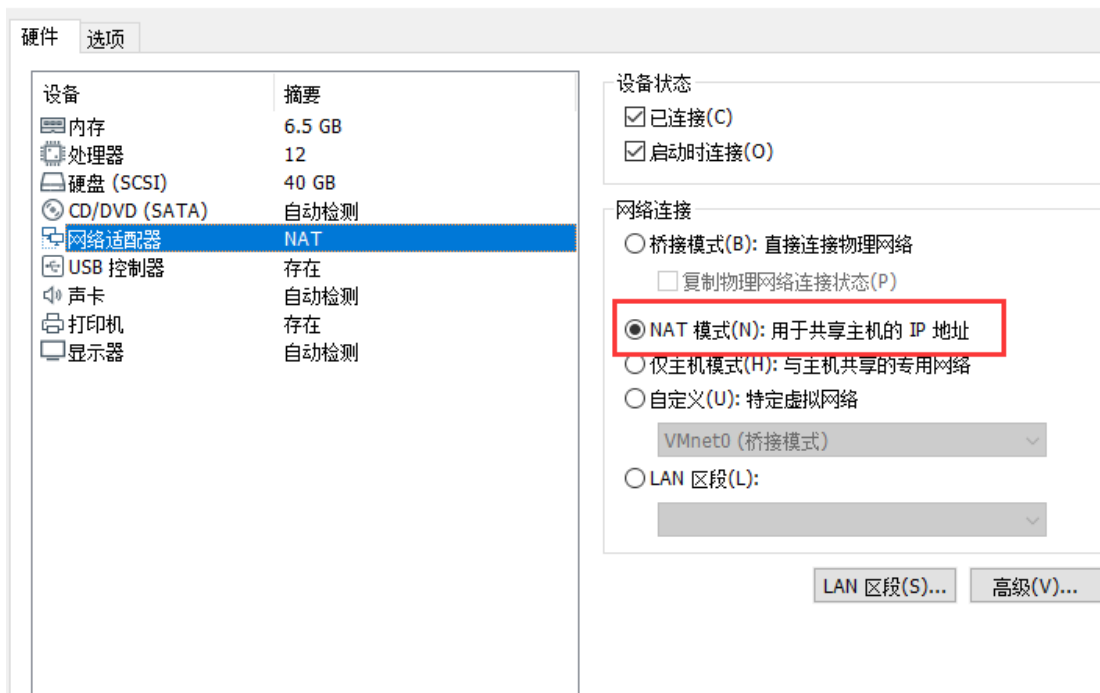 硬件 选项
设备 摘要
内存 6.5 GB
处理器 12
硬盘 (SCSI) 40 GB
CD/DVD (SATA) 自动检测
网络适配器 NAT
USB 控制器 存在
声卡 自动检测
打印机 存在
显示器 自动检测
设备状态
已连接(C)
启动时连接(O)
网络连接
桥接模式(B): 直接连接物理网络
复制物理网络连接状态(P)
NAT 模式(N): 用于共享主机的 IP 地址
仅主机模式(H): 与主机共享的专用网络
自定义(U): 特定虚拟网络
VMnet0 (桥接模式)
LAN 区段(L):
LAN 区段(S)... 高级(V)...